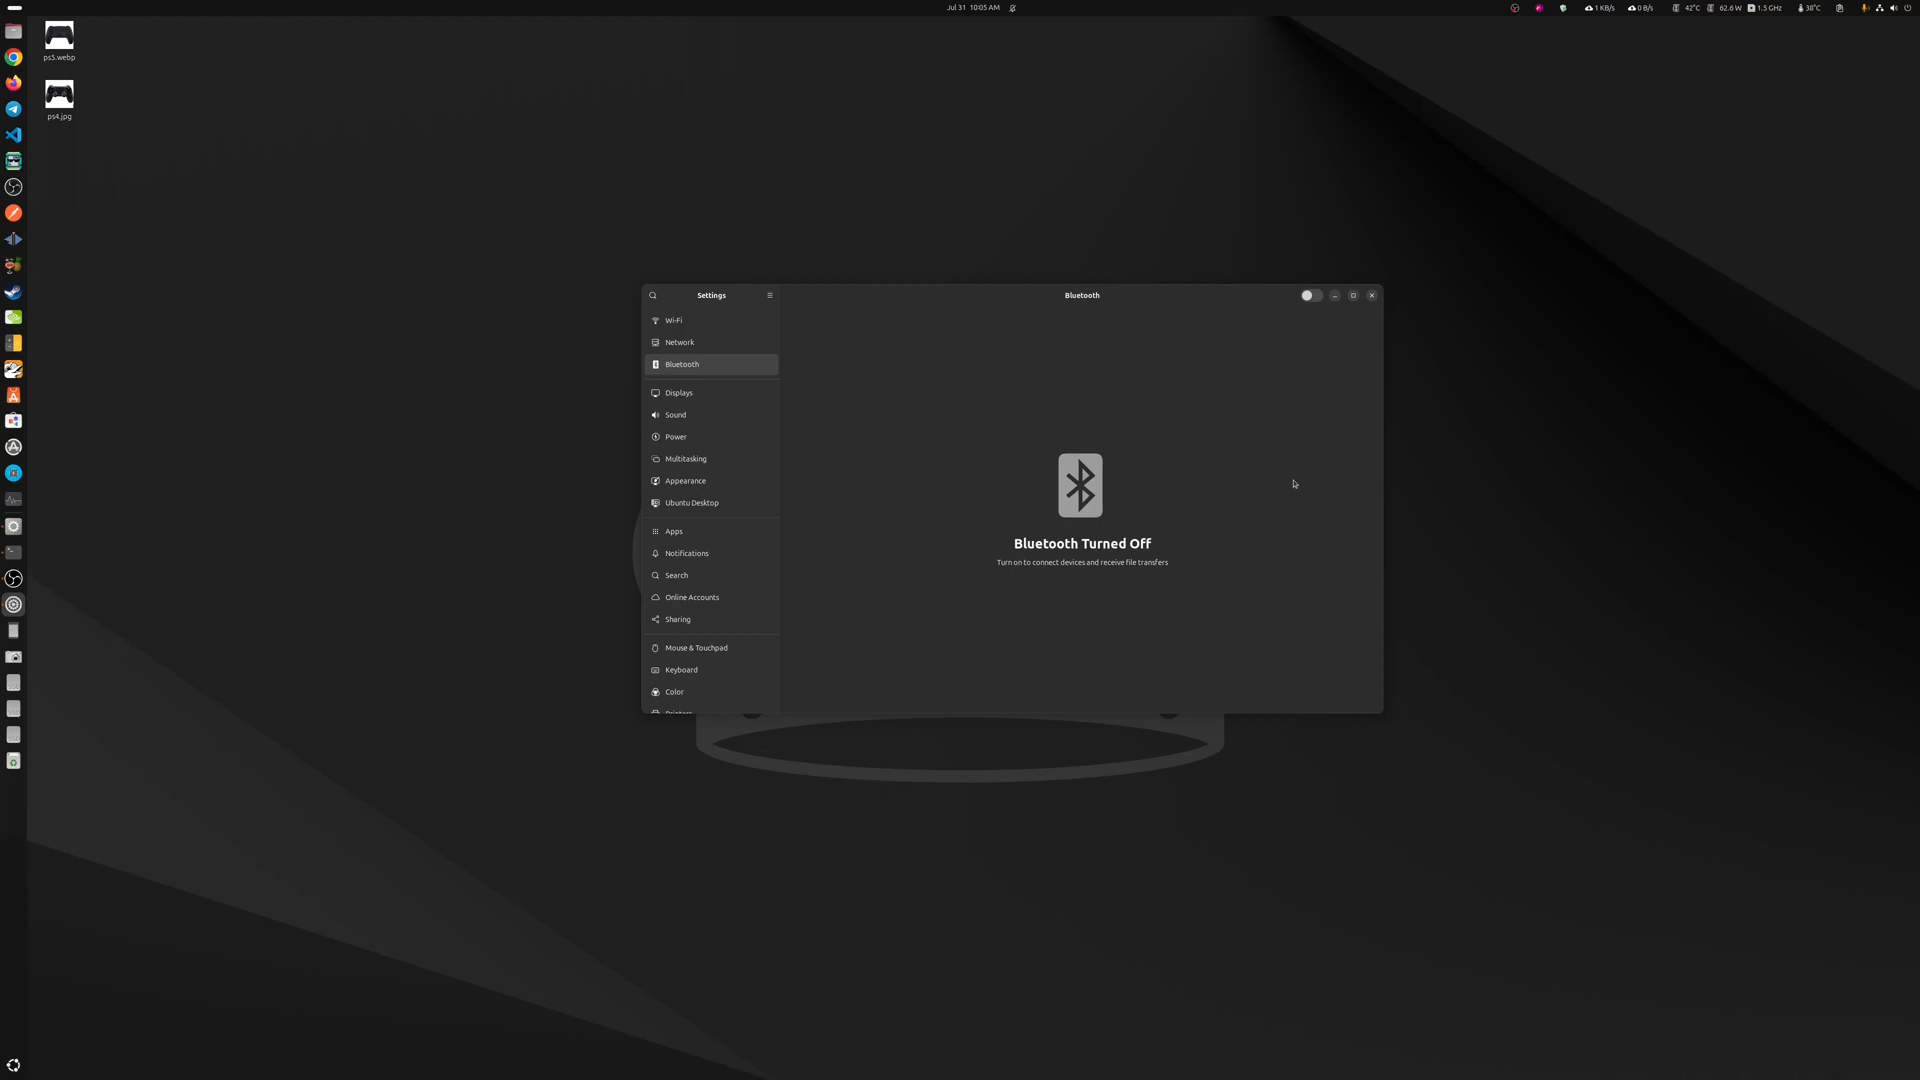 Jul 31 10:05 AM
1 KB/s
0 B/s
42°C
62.6 W
1.5 GHz
38°C
ps5.webp
ps4.jpg
Settings
Bluetooth
Wi-Fi
Network
Bluetooth
Displays
Sound
Power
Multitasking
Appearance
Ubuntu Desktop
Apps
Notifications
Search
Online Accounts
Sharing
Mouse & Touchpad
Keyboard
Color
Printers
Bluetooth Turned Off
Turn on to connect devices and receive file transfers